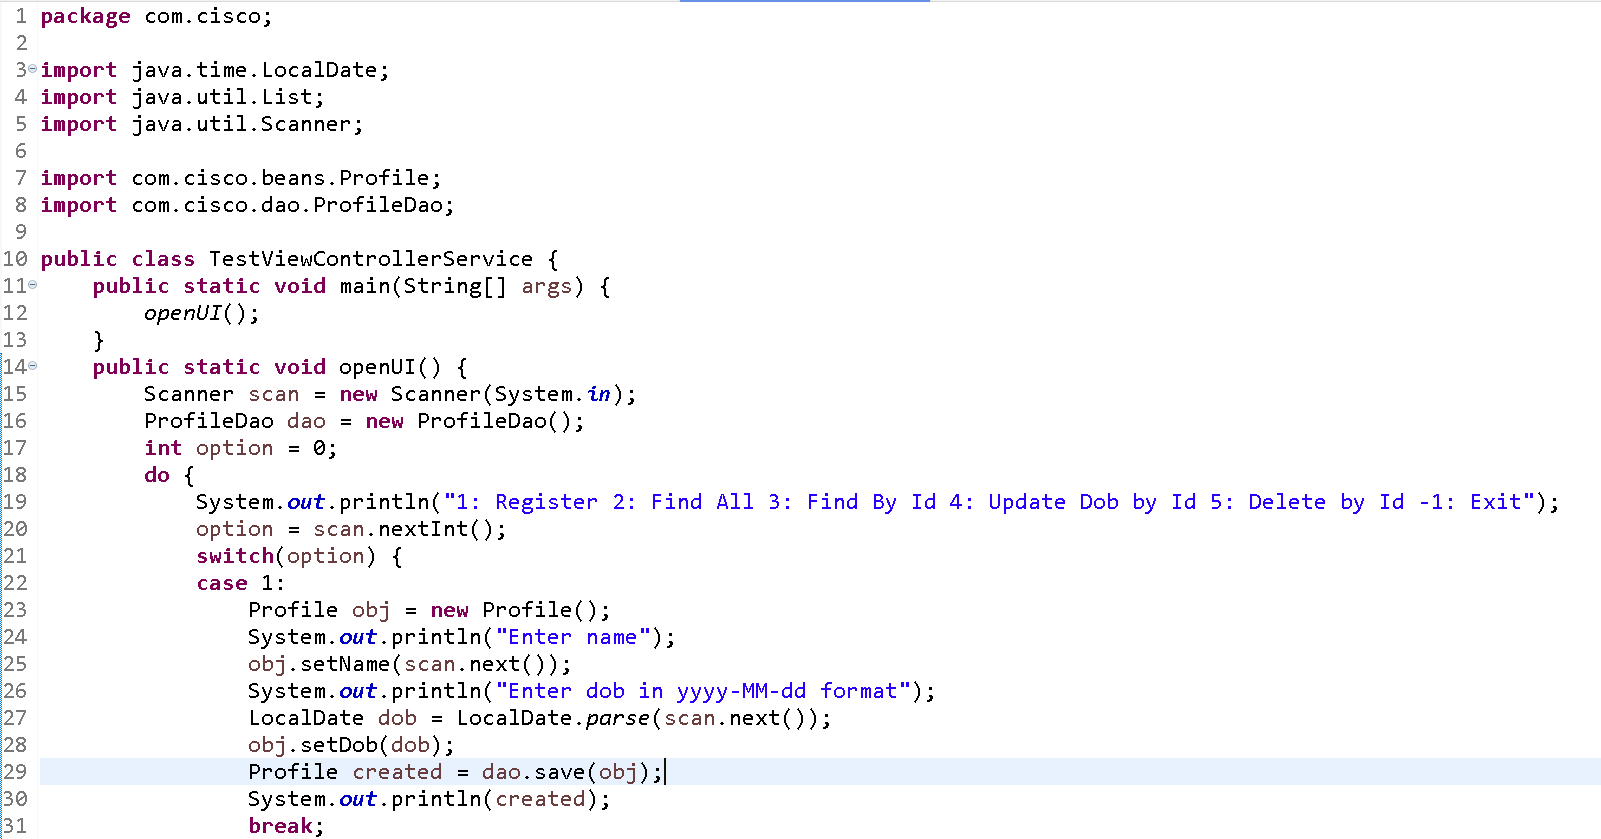 1 package com.cisco;
2
3 import java.time.LocalDate;
4 import java.util.List;
5 import java.util.Scanner;
6
7 import com.cisco.beans.Profile;
8 import com.cisco.dao.ProfileDao;
9
10 public class TestViewControllerService {
11     public static void main(String[] args) {
12         openUI();
13     }
14     public static void openUI() {
15         Scanner scan = new Scanner(System.in);
16         ProfileDao dao = new ProfileDao();
17         int option = 0;
18         do {
19             System.out.println("1: Register 2: Find All 3: Find By Id 4: Update Dob by Id 5: Delete by Id -1: Exit");
20             option = scan.nextInt();
21             switch(option) {
22             case 1:
23                 Profile obj = new Profile();
24                 System.out.println("Enter name");
25                 obj.setName(scan.next());
26                 System.out.println("Enter dob in yyyy-MM-dd format");
27                 LocalDate dob = LocalDate.parse(scan.next());
28                 obj.setDob(dob);
29                 Profile created = dao.save(obj);
30                 System.out.println(created);
31                 break;